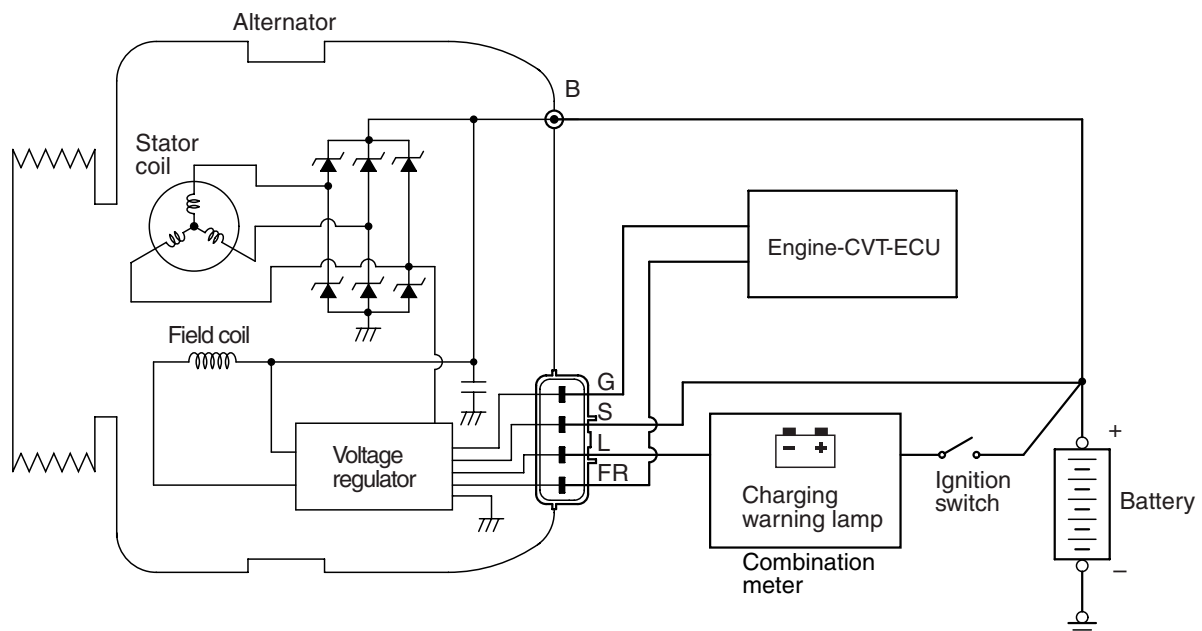 Alternator
B
Stator
coil
Engine-CVT-ECU
Field coil
G
S
L
FR
Voltage
regulator
Charging
warning lamp
Combination
meter
Ignition
switch
+
Battery
–